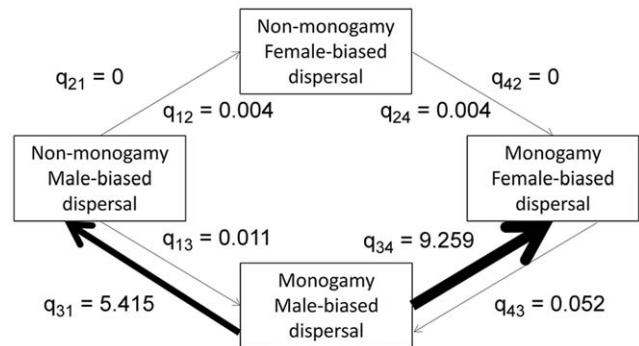 Non-monogamy
Female-biased
dispersal
q21 = 0
q42 = 0
q12 = 0.004
q24 = 0.004
Non-monogamy
Male-biased
dispersal
Monogamy
Female-biased
dispersal
q13 = 0.011
q34 = 9.259
Monogamy
Male-biased
dispersal
q31 = 5.415
q43 = 0.052